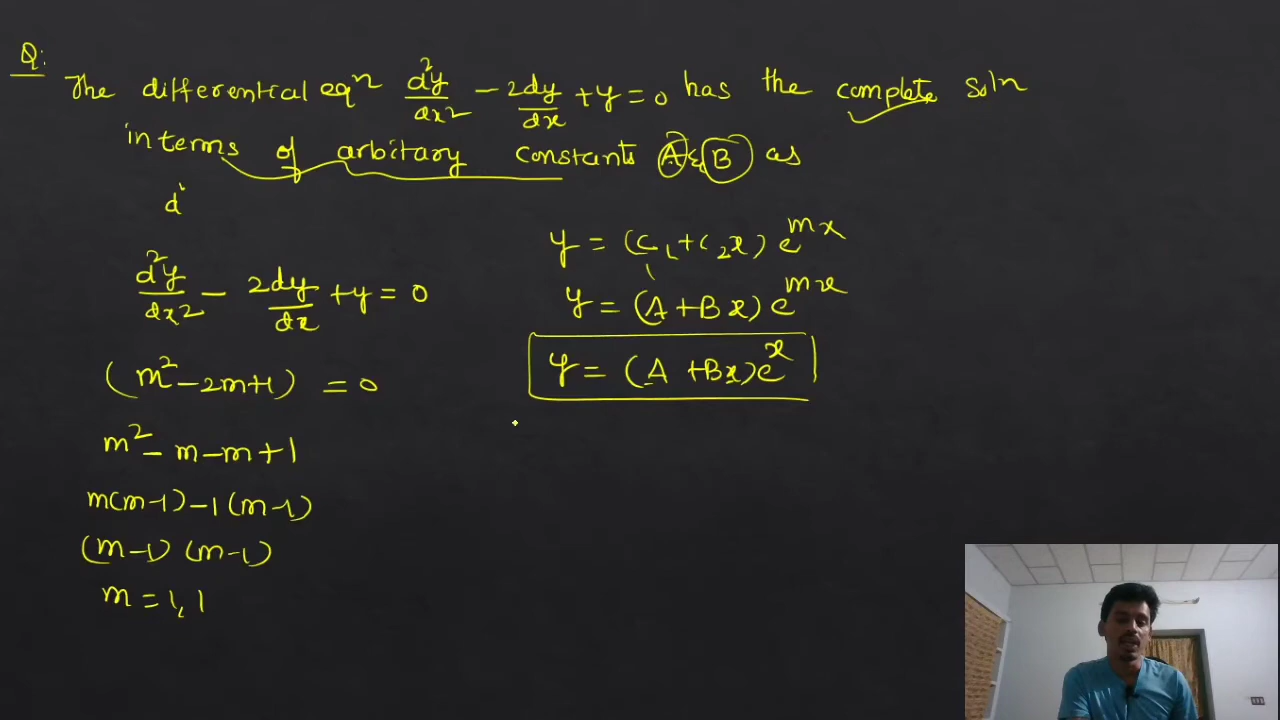 Q:
The differential eqn d²y/dx2 - 2dy/dx + y = 0 has the complete soln
in terms of arbitary constants A & B as
d
d²y/dx2 - 2dy/dx + y = 0
(m² - 2m+1) = 0
m² - m - m + 1
m(m-1) - 1(m-1)
(m-1) (m-1)
m = 1, 1
y = (C1 + C2x) e^mx
y = (A + Bx) e^mx
y = (A + Bx) e^x